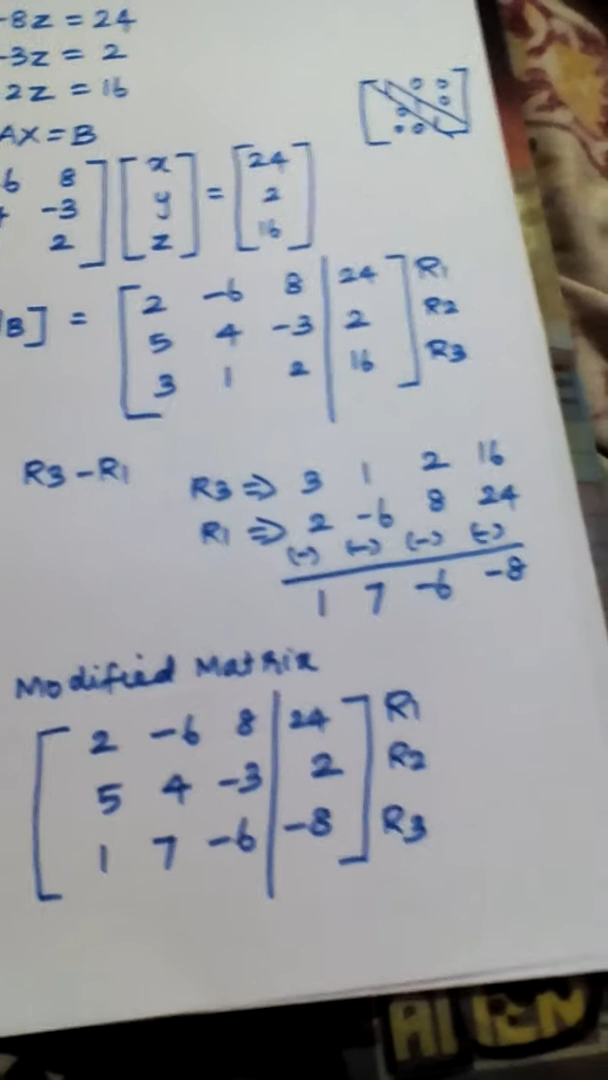 -8z = 24
-3z = 2
2z = 16
AX = B
6 8 x 24
-3 y = 2
2 z 16
B] = 2 -6 8 24 R1
5 4 -3 2 R2
3 1 2 16 R3
R3-R1 R3 ⇒ 3 1 2 16
R1 ⇒ 2 -6 8 24
(-) (-) (-) (-)
1 7 -6 -8
Modified Matrix
2 -6 8 24 R1
5 4 -3 2 R2
1 7 -6 -8 R3